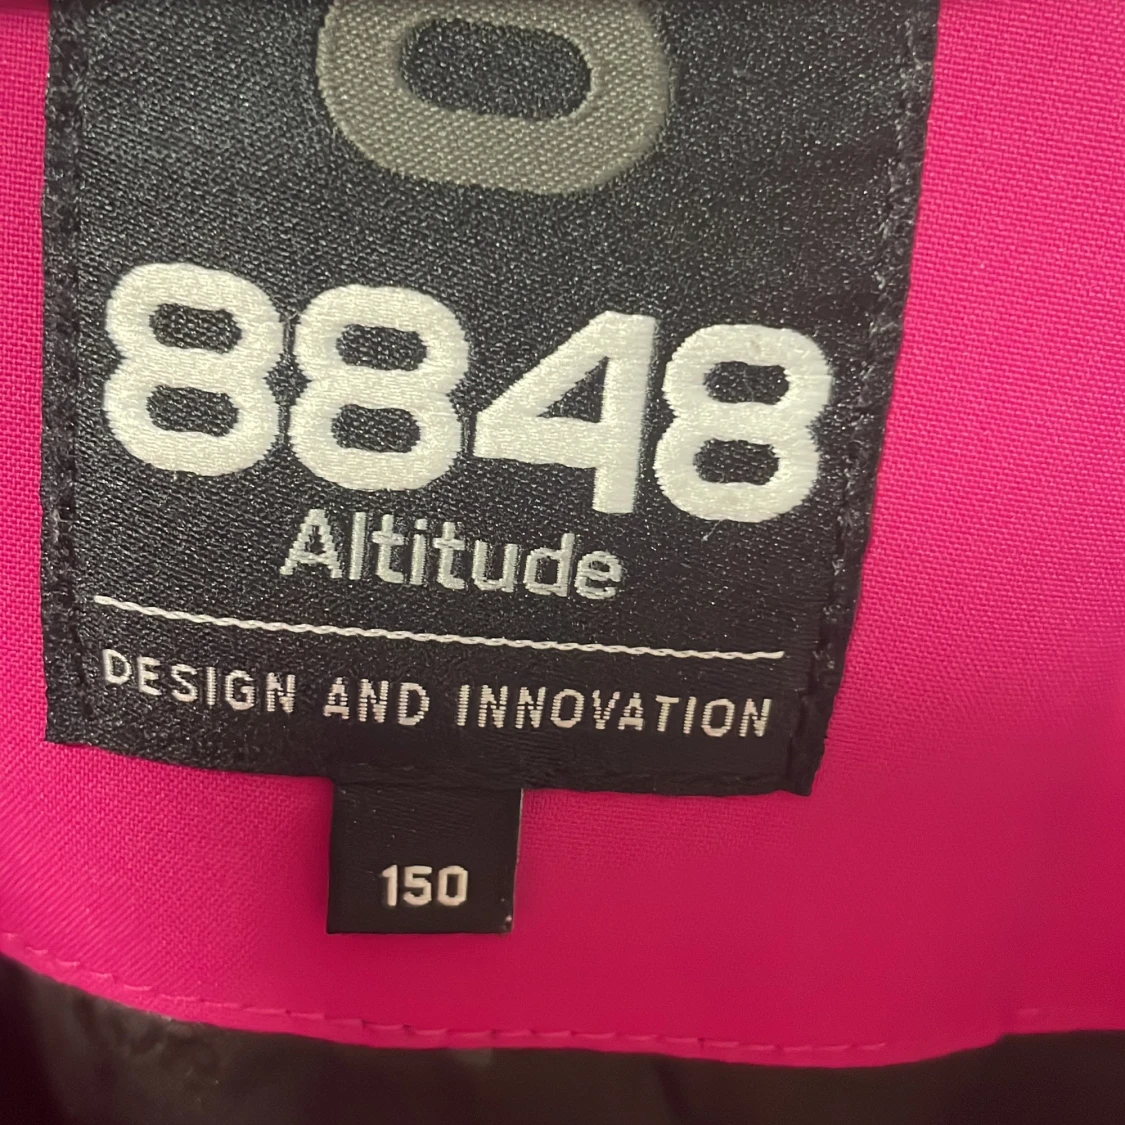 8848
Altitude
DESIGN AND INNOVATION
150